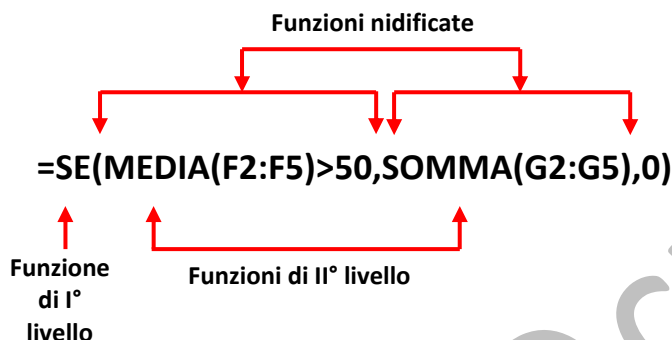 Funzioni nidificate
=SE(MEDIA(F2:F5)>50,SOMMA(G2:G5),0)
Funzione
di I°
livello
Funzioni di II° livello